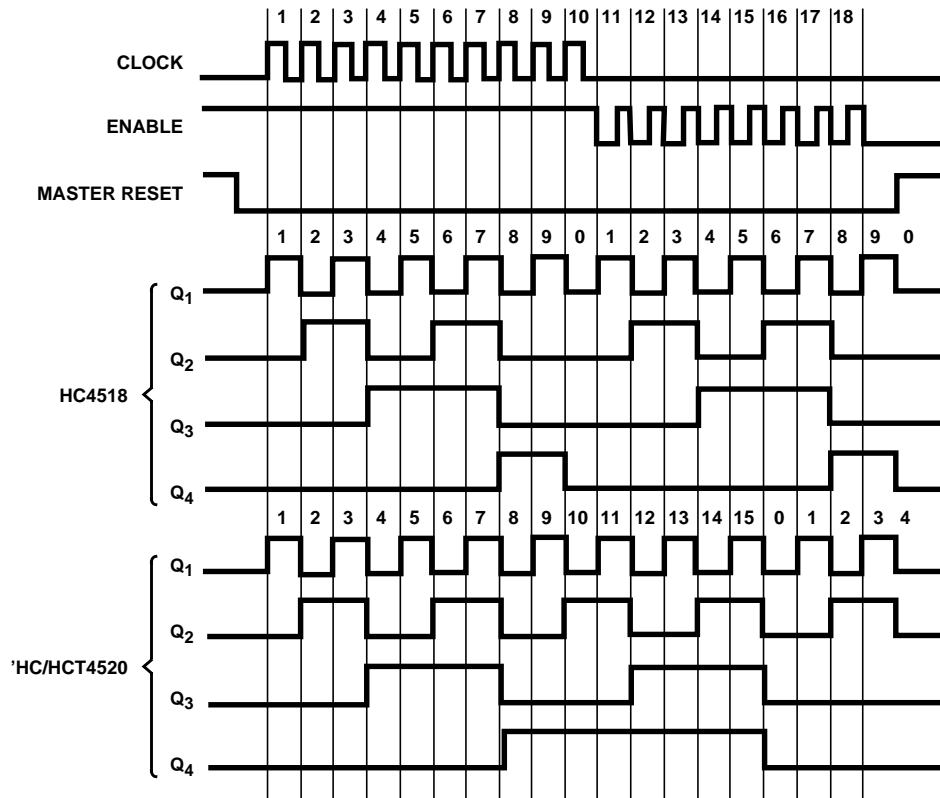 1 2 3 4 5 6 7 8 9 10 11 12 13 14 15 16 17 18
CLOCK
ENABLE
MASTER RESET
1 2 3 4 5 6 7 8 9 0 1 2 3 4 5 6 7 8 9 0
Q1
Q2
HC4518
Q3
Q4
1 2 3 4 5 6 7 8 9 10 11 12 13 14 15 0 1 2 3 4
Q1
Q2
’HC/HCT4520
Q3
Q4